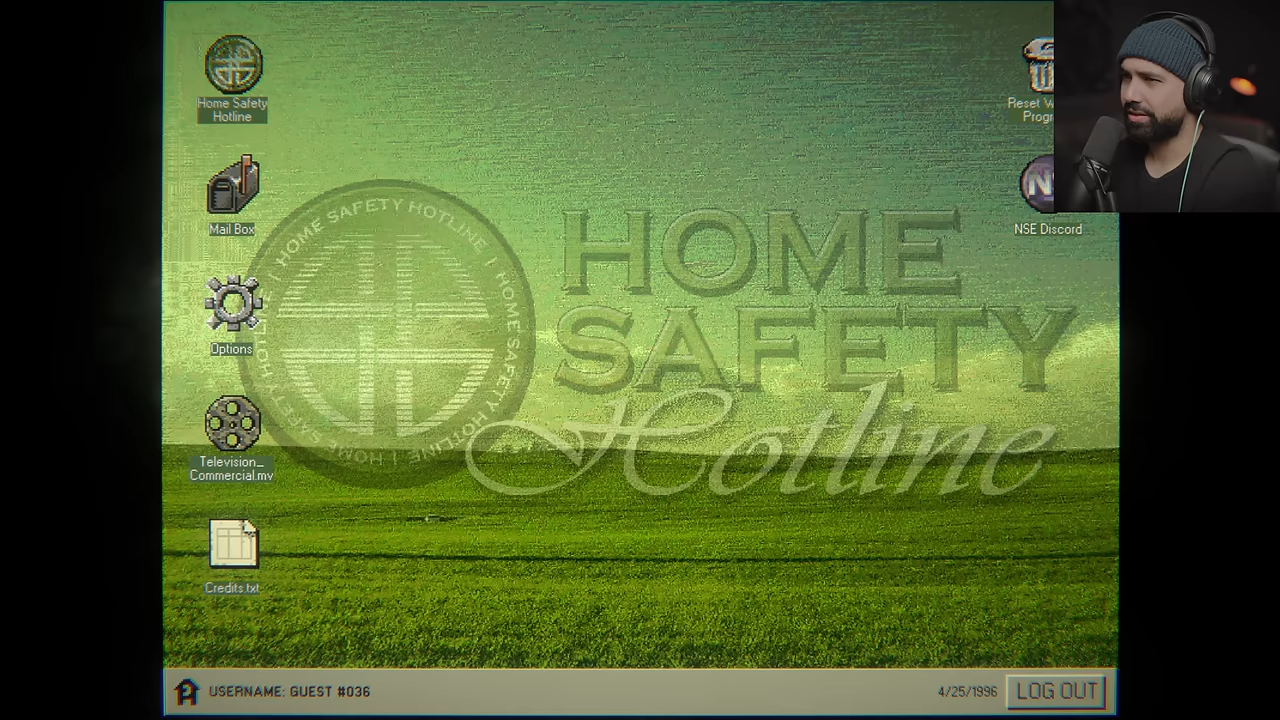 Home Safety
Hotline
Mail Box
Options
Television_
Commercial.mv
Credits.txt
HOME SAFETY HOTLINE | HOME SAFETY HOTLINE | HOME SAFETY HOTLINE |
HOME
SAFETY
Hotline
Reset W
Progr
N
NSE Discord
USERNAME: GUEST #036
4/25/1996
LOG OUT